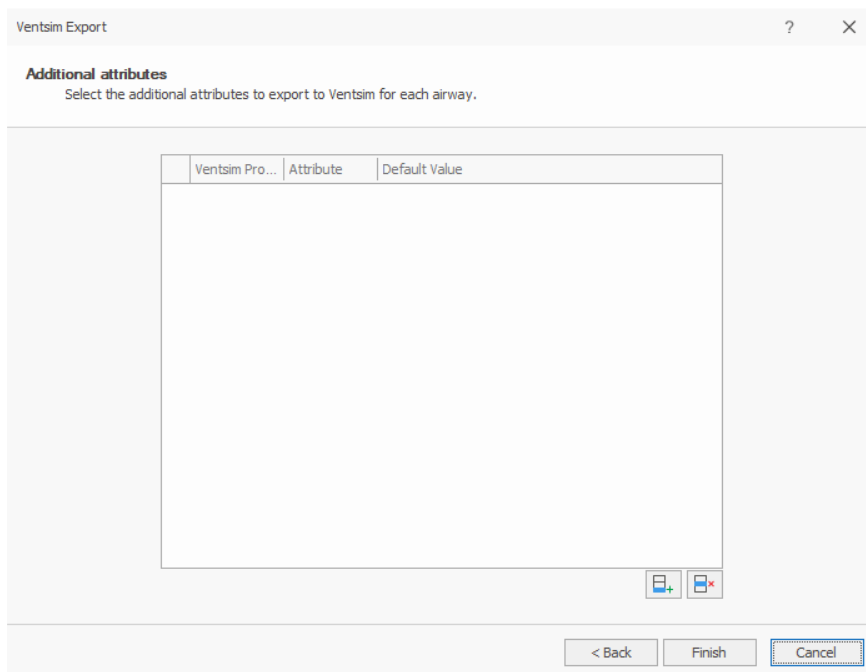 Ventsim Export
Additional attributes
Select the additional attributes to export to Ventsim for each airway.
Ventsim Pro... Attribute Default Value
< Back Finish Cancel